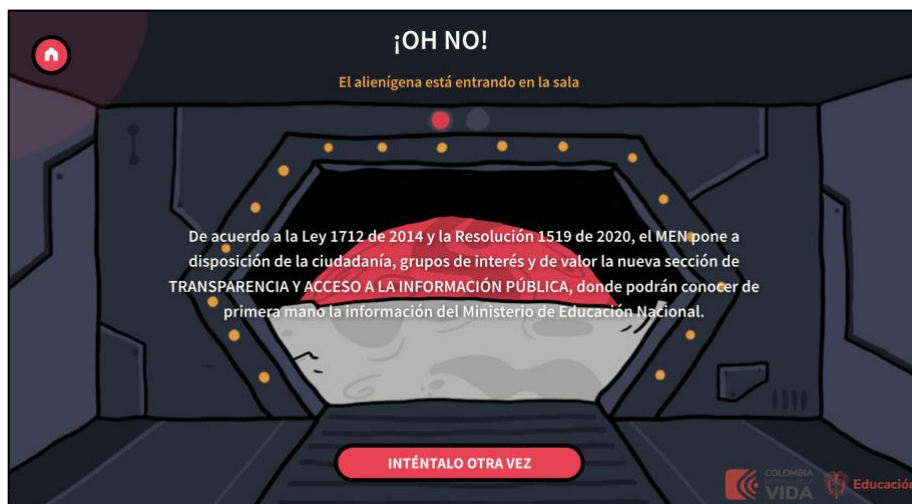 ¡OH NO!
El alienígena está entrando en la sala
De acuerdo a la Ley 1712 de 2014 y la Resolución 1519 de 2020, el MEN pone a
disposición de la ciudadanía, grupos de interés y de valor la nueva sección de
TRANSPARENCIA Y ACCESO A LA INFORMACIÓN PÚBLICA, donde podrán conocer de
primera mano la información del Ministerio de Educación Nacional.
INTÉNTALO OTRA VEZ
COLOMBIA
POTENCIA DE LA
VIDA
Educación